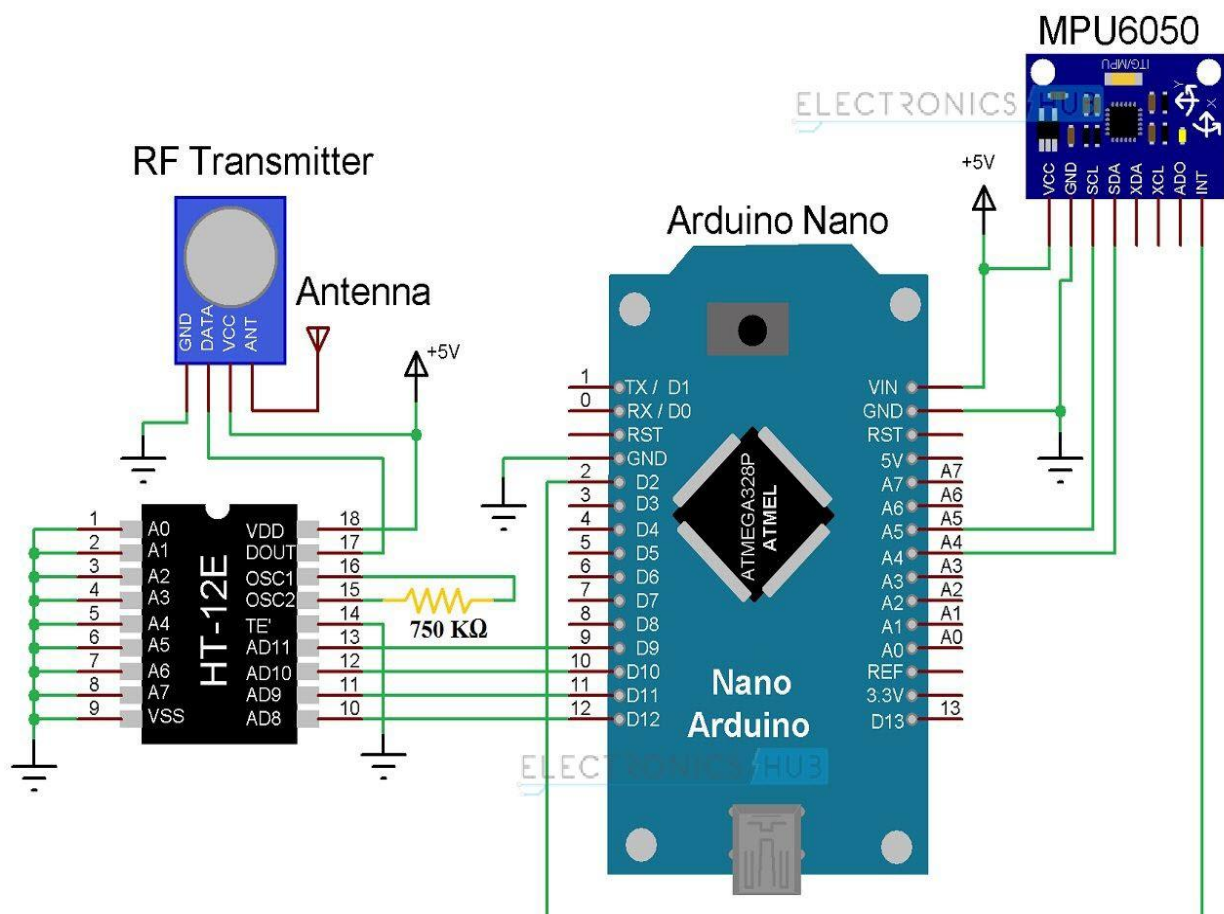 MPU6050
ITG/MPU
Y
X
ELECTRONICS HUB
VCC
GND
SCL
SDA
XDA
XCL
ADO
INT
+5V
RF Transmitter
GND
DATA
VCC
ANT
Antenna
+5V
Arduino Nano
1 TX / D1
0 RX / D0
RST
GND
2 D2
3 D3
4 D4
5 D5
6 D6
7 D7
8 D8
9 D9
10 D10
11 D11
12 D12
VIN
GND
RST
5V
A7 A7
A6 A6
A5 A5
A4 A4
A3 A3
A2 A2
A1 A1
A0 A0
REF
3.3V
D13 13
ATMEGA328P
ATMEL
Nano
Arduino
HT-12E
1 A0
2 A1
3 A2
4 A3
5 A4
6 A5
7 A6
8 A7
9 VSS
VDD 18
DOUT 17
OSC1 16
OSC2 15
TE' 14
AD11 13
AD10 12
AD9 11
AD8 10
750 KΩ
ELECTRONICS HUB